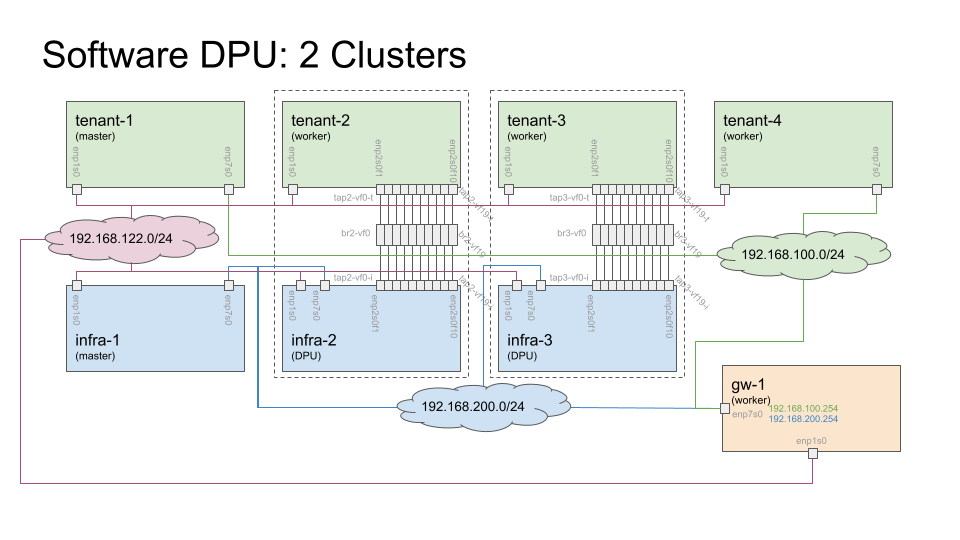 Software DPU: 2 Clusters
tenant-1
(master)
enp1s0
enp7s0
tenant-2
(worker)
enp1s0
enp2s0f1
enp2s0f10
tenant-3
(worker)
enp1s0
enp2s0f1
enp2s0f10
tenant-4
(worker)
enp1s0
enp7s0
tap2-vf0-t
tap2-vf19-t
tap3-vf0-t
tap3-vf19-t
192.168.122.0/24
br2-vf0
br2-vf19
br3-vf0
br3-vf19
192.168.100.0/24
tap2-vf0-i
tap2-vf19-i
tap3-vf0-i
tap3-vf19-i
enp1s0
enp7s0
infra-1
(master)
enp1s0
enp7s0
enp2s0f1
enp2s0f10
infra-2
(DPU)
enp1s0
enp7s0
enp2s0f1
enp2s0f10
infra-3
(DPU)
192.168.200.0/24
gw-1
(worker)
enp7s0
192.168.100.254
192.168.200.254
enp1s0